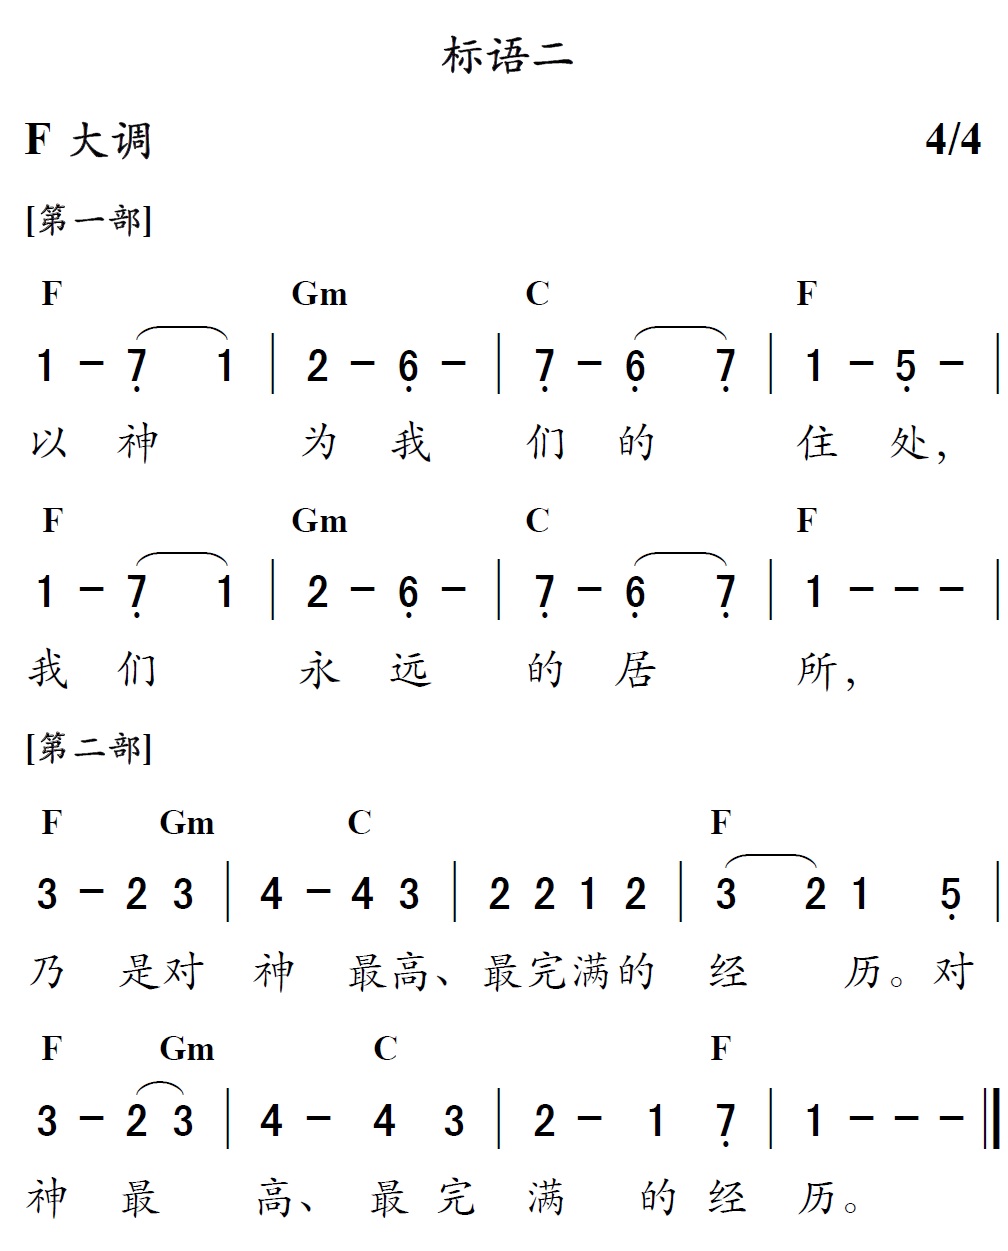 标语二
F 大调 4/4
[第一部]
F Gm C F
1 - 7̣ 1 | 2 - 6̣ - | 7̣ - 6̣ 7̣ | 1 - 5̣ - |
以 神 为 我 们 的 住 处，
F Gm C F
1 - 7̣ 1 | 2 - 6̣ - | 7̣ - 6̣ 7̣ | 1 - - - |
我 们 永 远 的 居 所，
[第二部]
F Gm C F
3 - 2 3 | 4 - 4 3 | 2 2 1 2 | 3 2 1 5̣ |
乃 是对 神 最高、最完满的 经 历。对
F Gm C F
3 - 2 3 | 4 - 4 3 | 2 - 1 7̣ | 1 - - - ‖
神 最 高、 最 完 满 的 经 历。